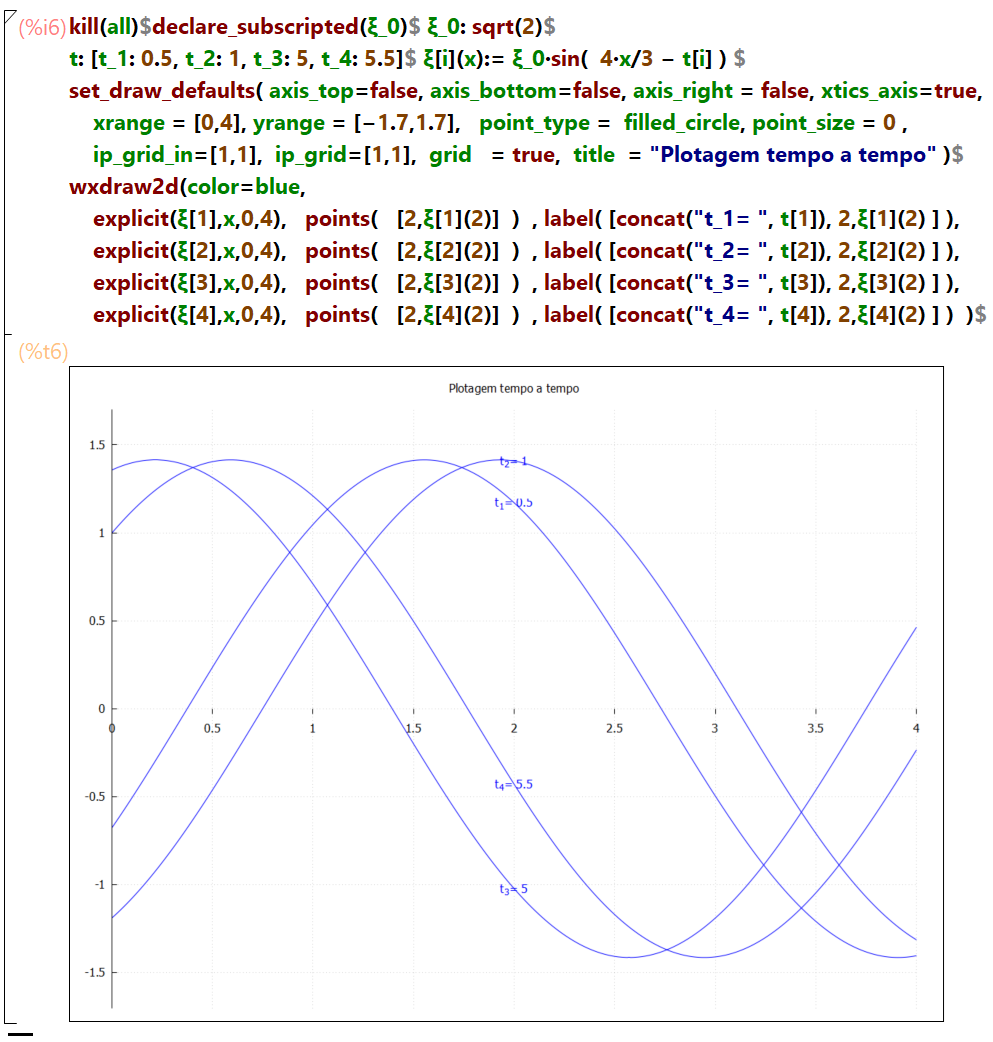 (%i6) kill(all)$declare_subscripted(ξ_0)$ ξ_0: sqrt(2)$
t: [t_1: 0.5, t_2: 1, t_3: 5, t_4: 5.5]$ ξ[i](x):= ξ_0·sin( 4·x/3 − t[i] ) $
set_draw_defaults( axis_top=false, axis_bottom=false, axis_right = false, xtics_axis=true,
xrange = [0,4], yrange = [−1.7,1.7], point_type = filled_circle, point_size = 0 ,
ip_grid_in=[1,1], ip_grid=[1,1], grid = true, title = "Plotagem tempo a tempo" )$
wxdraw2d(color=blue,
explicit(ξ[1],x,0,4), points( [2,ξ[1](2)] ) , label( [concat("t_1= ", t[1]), 2,ξ[1](2) ] ),
explicit(ξ[2],x,0,4), points( [2,ξ[2](2)] ) , label( [concat("t_2= ", t[2]), 2,ξ[2](2) ] ),
explicit(ξ[3],x,0,4), points( [2,ξ[3](2)] ) , label( [concat("t_3= ", t[3]), 2,ξ[3](2) ] ),
explicit(ξ[4],x,0,4), points( [2,ξ[4](2)] ) , label( [concat("t_4= ", t[4]), 2,ξ[4](2) ] ) )$
(%t6)
Plotagem tempo a tempo
1.5
t₂= 1
t₁= 0.5
1
0.5
0
0 0.5 1 1.5 2 2.5 3 3.5 4
-0.5
t₄= 5.5
-1
t₃= 5
-1.5